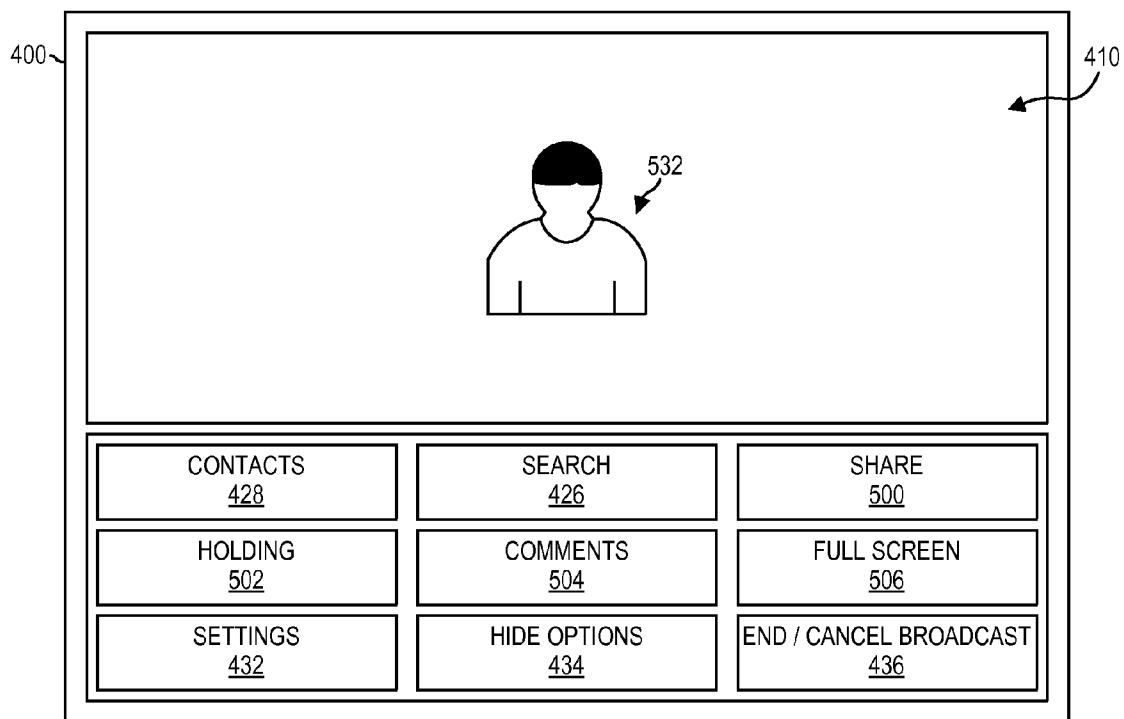 400
410
532
CONTACTS
428
SEARCH
426
SHARE
500
HOLDING
502
COMMENTS
504
FULL SCREEN
506
SETTINGS
432
HIDE OPTIONS
434
END / CANCEL BROADCAST
436